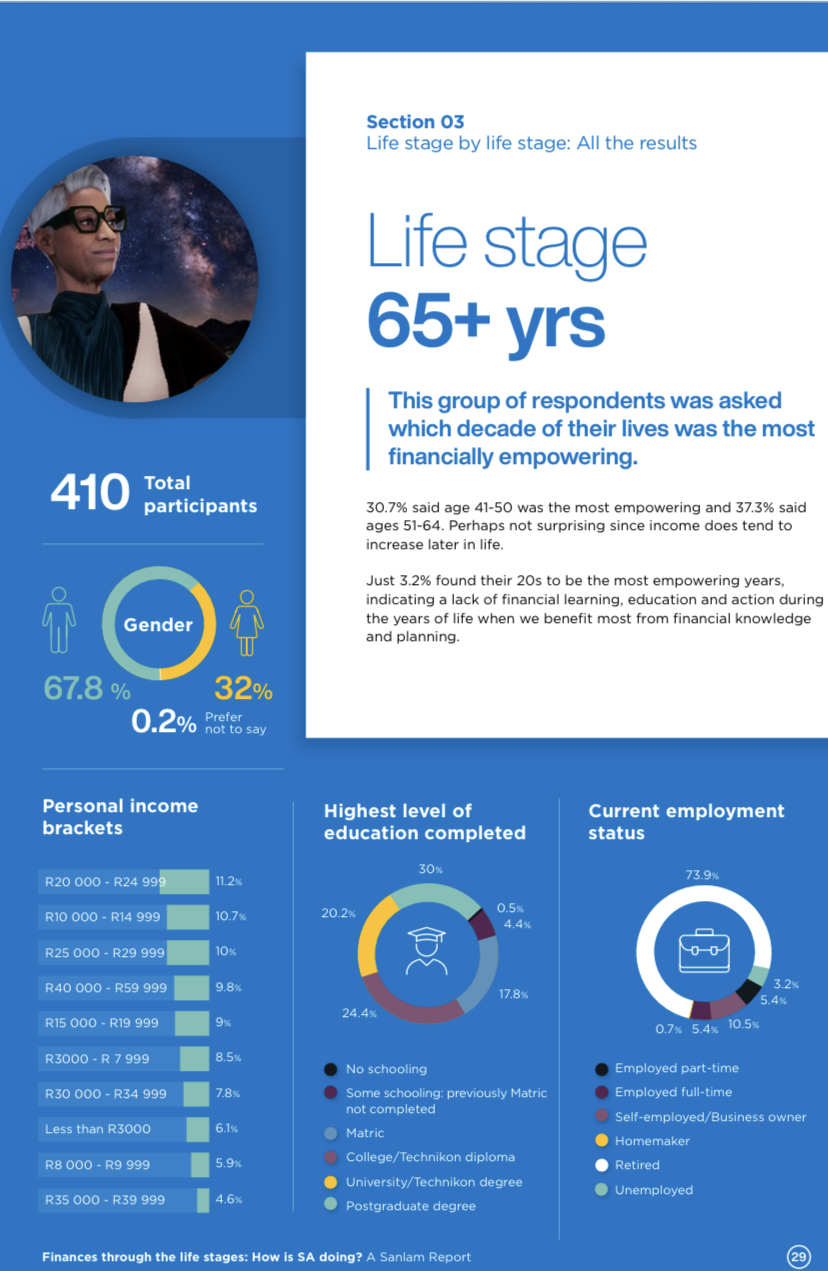 Section 03
Life stage by life stage: All the results
Life stage
65+ yrs
This group of respondents was asked
which decade of their lives was the most
financially empowering.
30.7% said age 41-50 was the most empowering and 37.3% said
ages 51-64. Perhaps not surprising since income does tend to
increase later in life.
Just 3.2% found their 20s to be the most empowering years,
indicating a lack of financial learning, education and action during
the years of life when we benefit most from financial knowledge
and planning.
410 Total
participants
Gender
67.8 %
32%
0.2% Prefer
not to say
Personal income
brackets
R20 000 - R24 999 11.2%
R10 000 - R14 999 10.7%
R25 000 - R29 999 10%
R40 000 - R59 999 9.8%
R15 000 - R19 999 9%
R3000 - R 7 999 8.5%
R30 000 - R34 999 7.8%
Less than R3000 6.1%
R8 000 - R9 999 5.9%
R35 000 - R39 999 4.6%
Highest level of
education completed
30%
0.5%
4.4%
20.2%
17.8%
24.4%
No schooling
Some schooling: previously Matric
not completed
Matric
College/Technikon diploma
University/Technikon degree
Postgraduate degree
Current employment
status
73.9%
3.2%
5.4%
10.5%
5.4%
0.7%
Employed part-time
Employed full-time
Self-employed/Business owner
Homemaker
Retired
Unemployed
Finances through the life stages: How is SA doing? A Sanlam Report
29